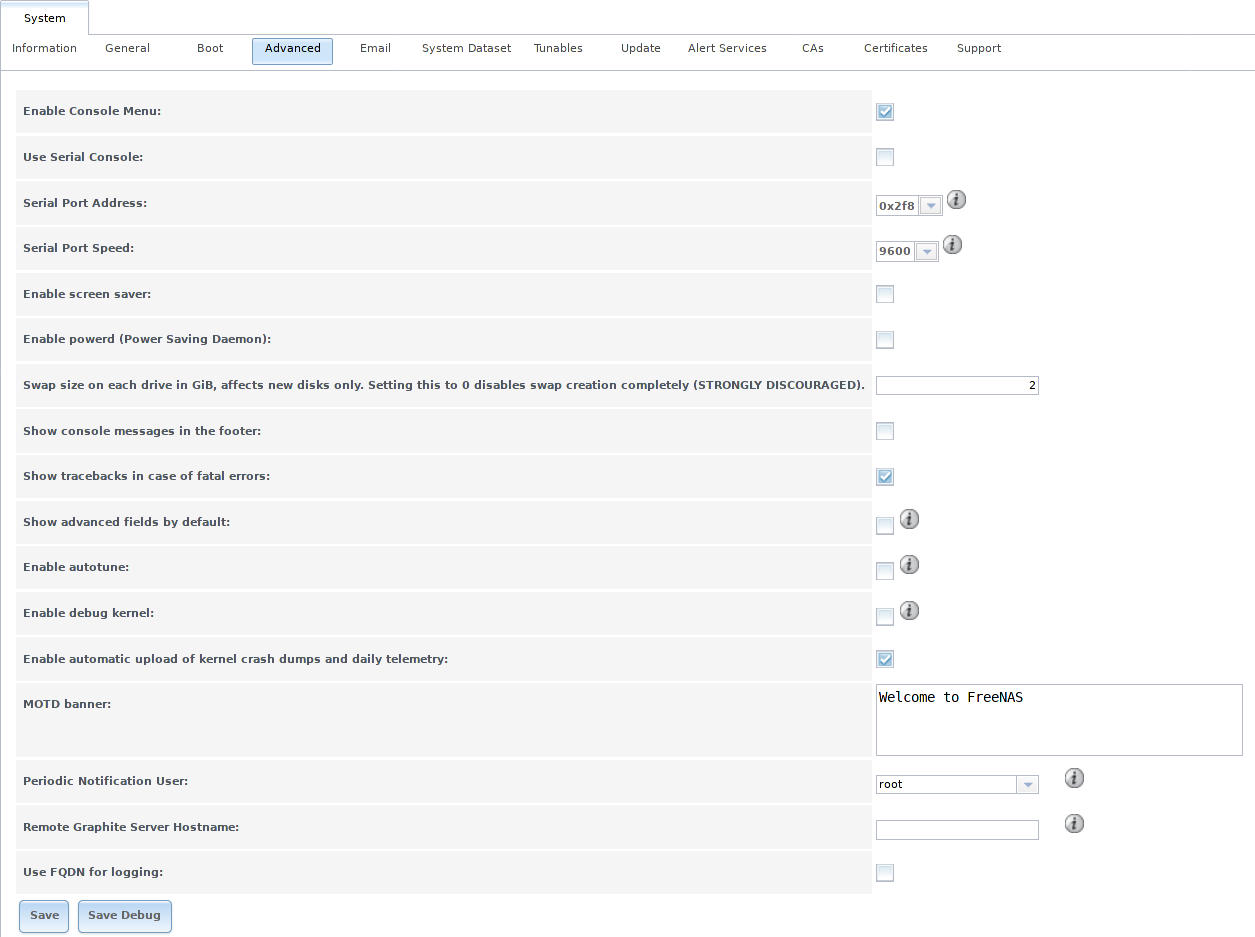 System
Information General Boot Advanced Email System Dataset Tunables Update Alert Services CAs Certificates Support
Enable Console Menu:
Use Serial Console:
Serial Port Address: 0x2f8 i
Serial Port Speed: 9600 i
Enable screen saver:
Enable powerd (Power Saving Daemon):
Swap size on each drive in GiB, affects new disks only. Setting this to 0 disables swap creation completely (STRONGLY DISCOURAGED). 2
Show console messages in the footer:
Show tracebacks in case of fatal errors:
Show advanced fields by default: i
Enable autotune: i
Enable debug kernel: i
Enable automatic upload of kernel crash dumps and daily telemetry:
MOTD banner: Welcome to FreeNAS
Periodic Notification User: root i
Remote Graphite Server Hostname: i
Use FQDN for logging:
Save Save Debug